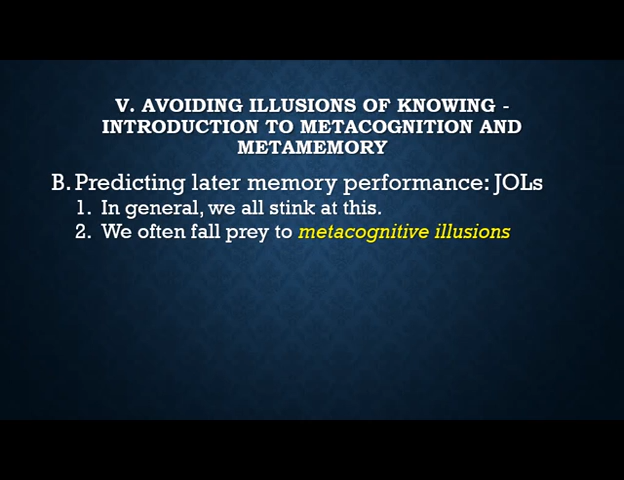 V. AVOIDING ILLUSIONS OF KNOWING -
INTRODUCTION TO METACOGNITION AND
METAMEMORY
B. Predicting later memory performance: JOLs
1. In general, we all stink at this.
2. We often fall prey to metacognitive illusions